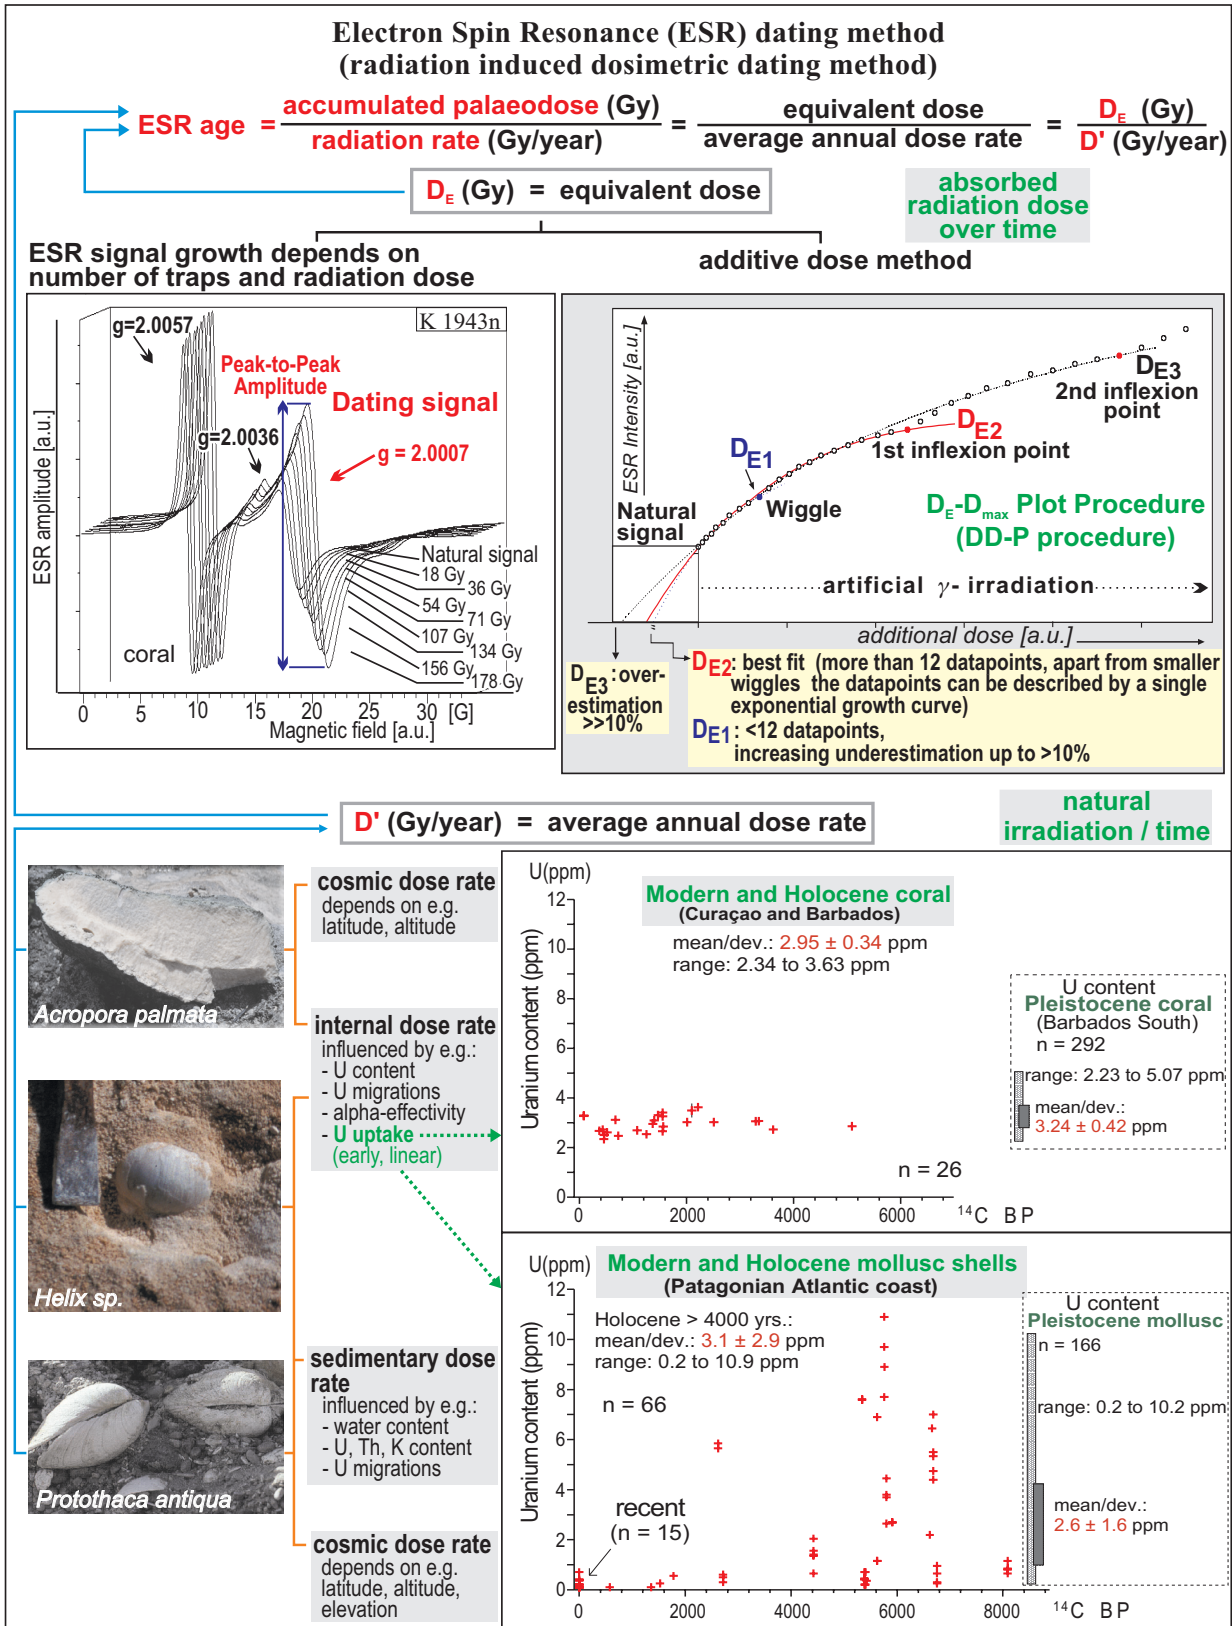 Electron Spin Resonance (ESR) dating method
(radiation induced dosimetric dating method)
ESR age = accumulated palaeodose (Gy) / radiation rate (Gy/year) = equivalent dose / average annual dose rate = DE (Gy) / D' (Gy/year)
DE (Gy) = equivalent dose
absorbed
radiation dose
over time
ESR signal growth depends on
number of traps and radiation dose
additive dose method
K 1943n
g=2.0057
Peak-to-Peak
Amplitude
Dating signal
g=2.0036
g = 2.0007
ESR amplitude [a.u.]
Natural signal
18 Gy
36 Gy
54 Gy
71 Gy
107 Gy
134 Gy
156 Gy
178 Gy
coral
0 5 10 15 20 25 30 [G]
Magnetic field [a.u.]
ESR Intensity [a.u.]
DE3
2nd inflexion
point
DE2
1st inflexion point
DE1
Wiggle
Natural
signal
DE-Dmax Plot Procedure
(DD-P procedure)
artificial γ- irradiation
additional dose [a.u.]
DE3 : over-
estimation
>>10%
DE2: best fit (more than 12 datapoints, apart from smaller
wiggles the datapoints can be described by a single
exponential growth curve)
DE1: <12 datapoints,
increasing underestimation up to >10%
D' (Gy/year) = average annual dose rate
natural
irradiation / time
Acropora palmata
Helix sp.
Protothaca antiqua
cosmic dose rate
depends on e.g.
latitude, altitude
internal dose rate
influenced by e.g.:
- U content
- U migrations
- alpha-effectivity
- U uptake
(early, linear)
sedimentary dose
rate
influenced by e.g.:
- water content
- U, Th, K content
- U migrations
cosmic dose rate
depends on e.g.
latitude, altitude,
elevation
U(ppm)
12
10
8
6
4
2
0
Uranium content (ppm)
Modern and Holocene coral
(Curaçao and Barbados)
mean/dev.: 2.95 ± 0.34 ppm
range: 2.34 to 3.63 ppm
n = 26
0 2000 4000 6000 14C BP
U content
Pleistocene coral
(Barbados South)
n = 292
range: 2.23 to 5.07 ppm
mean/dev.:
3.24 ± 0.42 ppm
U(ppm)
12
10
8
6
4
2
0
Uranium content (ppm)
Modern and Holocene mollusc shells
(Patagonian Atlantic coast)
Holocene > 4000 yrs.:
mean/dev.: 3.1 ± 2.9 ppm
range: 0.2 to 10.9 ppm
n = 66
recent
(n = 15)
0 2000 4000 6000 8000 14C BP
U content
Pleistocene mollusc
n = 166
range: 0.2 to 10.2 ppm
mean/dev.:
2.6 ± 1.6 ppm